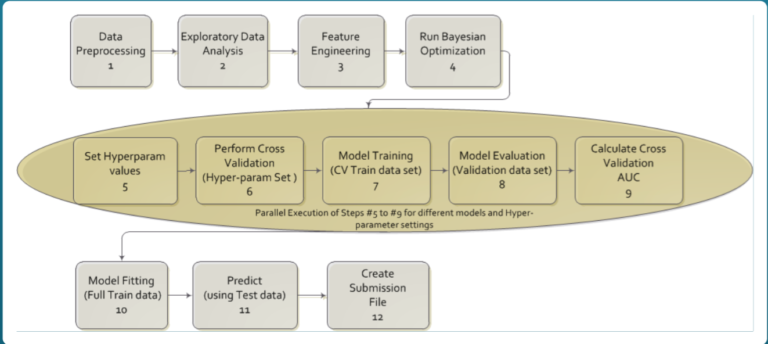 Data
Preprocessing
1
Exploratory Data
Analysis
2
Feature
Engineering
3
Run Bayesian
Optimization
4
Set Hyperparam
values
5
Perform Cross
Validation
(Hyper-param Set )
6
Model Training
(CV Train data set)
7
Model Evaluation
(Validation data set)
8
Calculate Cross
Validation
AUC
9
Parallel Execution of Steps #5 to #9 for different models and Hyper-
parameter settings
Model Fitting
(Full Train data)
10
Predict
(using Test data)
11
Create
Submission
File
12